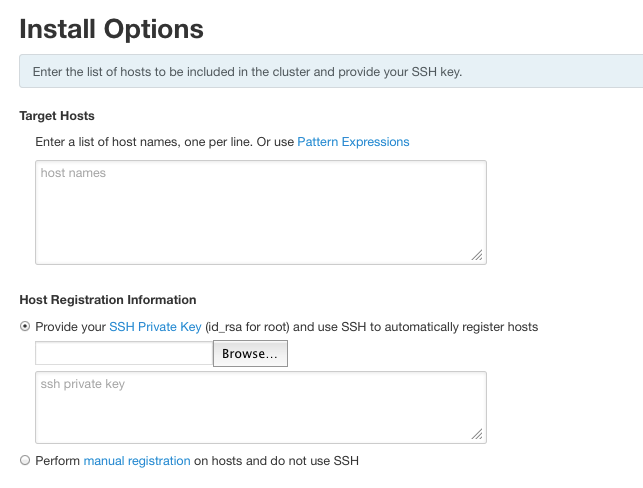 Install Options
Enter the list of hosts to be included in the cluster and provide your SSH key.
Target Hosts
Enter a list of host names, one per line. Or use Pattern Expressions
host names
Host Registration Information
Provide your SSH Private Key (id_rsa for root) and use SSH to automatically register hosts
Browse...
ssh private key
Perform manual registration on hosts and do not use SSH